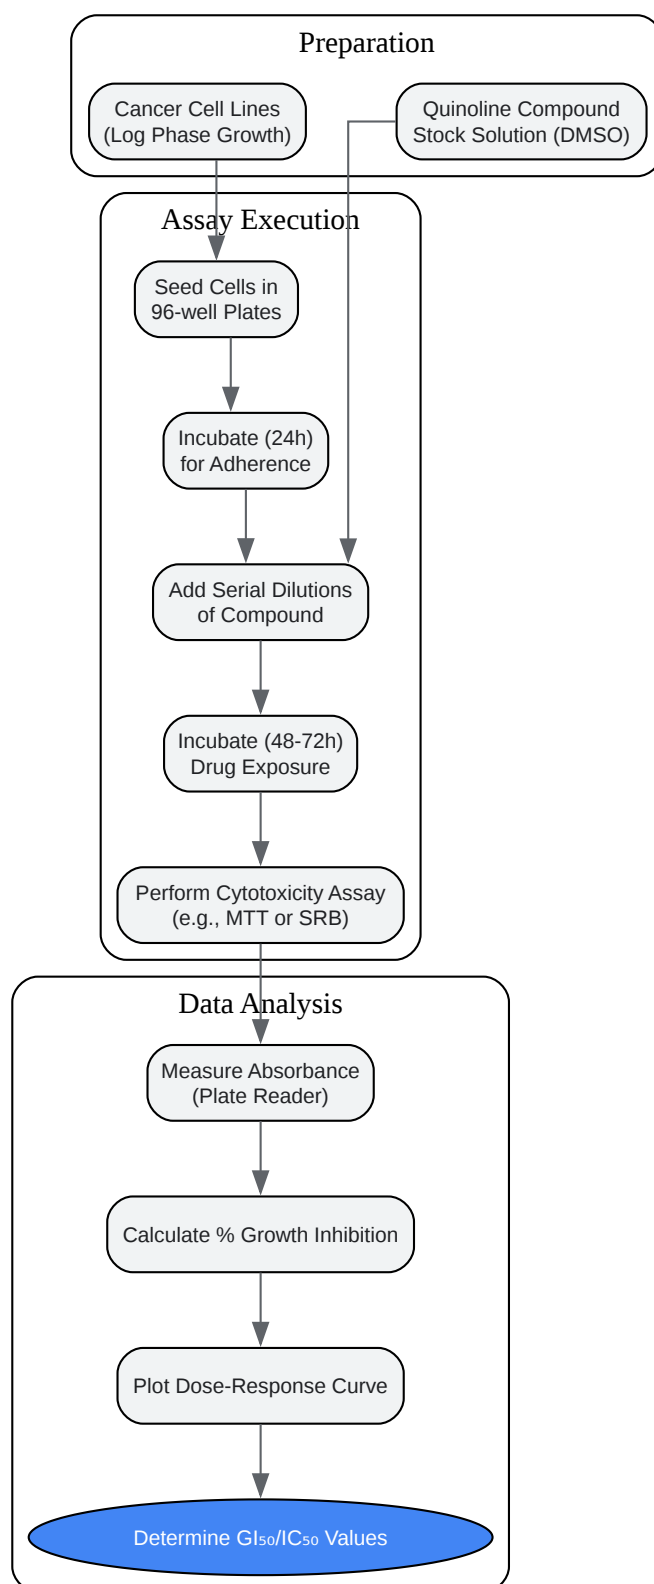 Preparation
Cancer Cell Lines
(Log Phase Growth)
Quinoline Compound
Stock Solution (DMSO)
Assay Execution
Seed Cells in
96-well Plates
Incubate (24h)
for Adherence
Add Serial Dilutions
of Compound
Incubate (48-72h)
Drug Exposure
Perform Cytotoxicity Assay
(e.g., MTT or SRB)
Data Analysis
Measure Absorbance
(Plate Reader)
Calculate % Growth Inhibition
Plot Dose-Response Curve
Determine GI₅₀/IC₅₀ Values